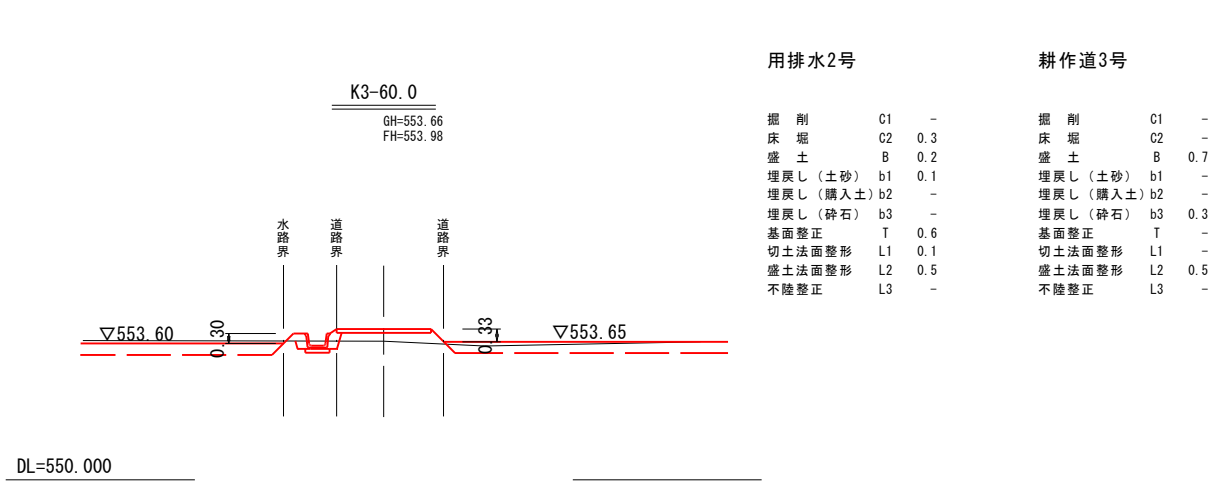 用排水2号
耕作道3号
K3-60.0
GH=553.66
FH=553.98
掘 削 C1 -
床 堀 C2 0.3
盛 土 B 0.2
埋戻し（土砂） b1 0.1
埋戻し（購入土） b2 -
埋戻し（砕石） b3 -
基面整正 T 0.6
切土法面整形 L1 0.1
盛土法面整形 L2 0.5
不陸整正 L3 -
掘 削 C1 -
床 堀 C2 -
盛 土 B 0.7
埋戻し（土砂） b1 -
埋戻し（購入土） b2 -
埋戻し（砕石） b3 0.3
基面整正 T -
切土法面整形 L1 -
盛土法面整形 L2 0.5
不陸整正 L3 -
水路界
道路界
道路界
▽553.60
0.30
0.33
▽553.65
DL=550.000